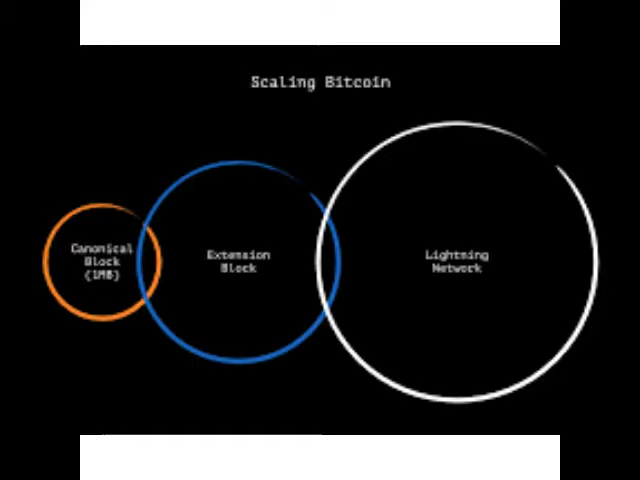 Scaling Bitcoin
Canonical
Block
(1MB)
Extension
Block
Lightning
Network